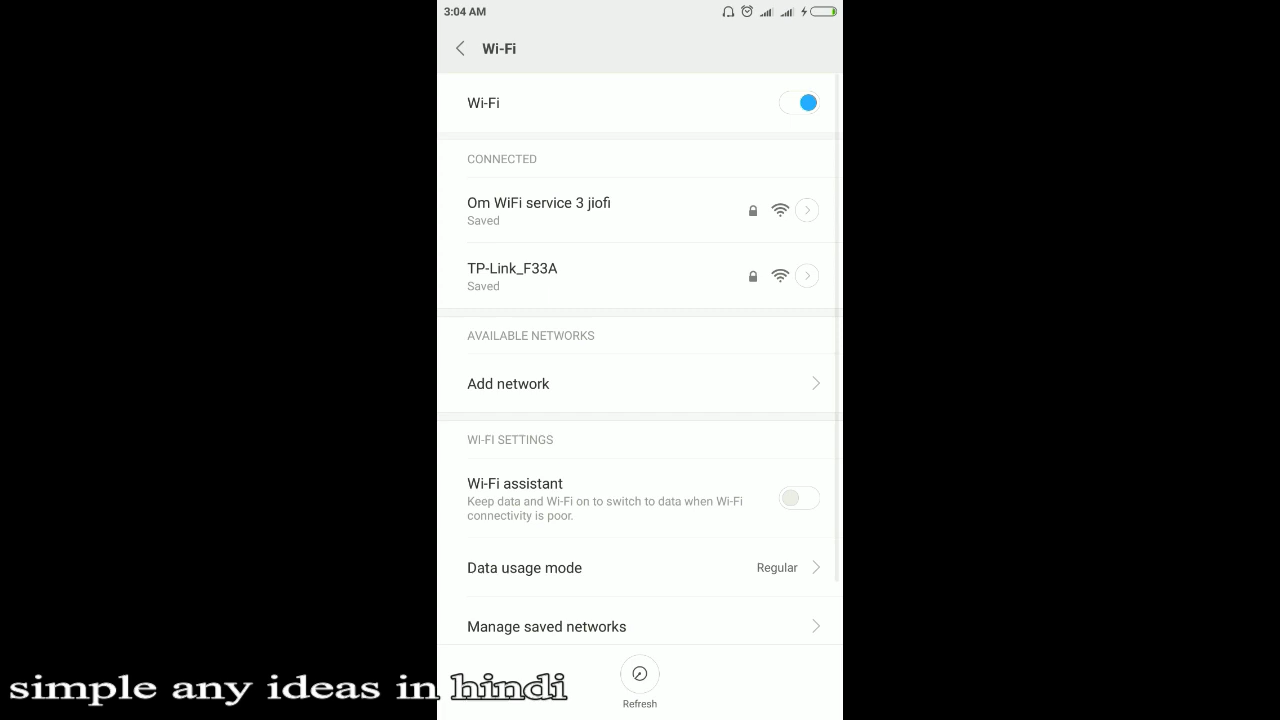 3:04 AM
Wi-Fi
Wi-Fi
CONNECTED
Om WiFi service 3 jiofi
Saved
TP-Link_F33A
Saved
AVAILABLE NETWORKS
Add network
WI-FI SETTINGS
Wi-Fi assistant
Keep data and Wi-Fi on to switch to data when Wi-Fi
connectivity is poor.
Data usage mode Regular
Manage saved networks
Refresh
simple any ideas in hindi